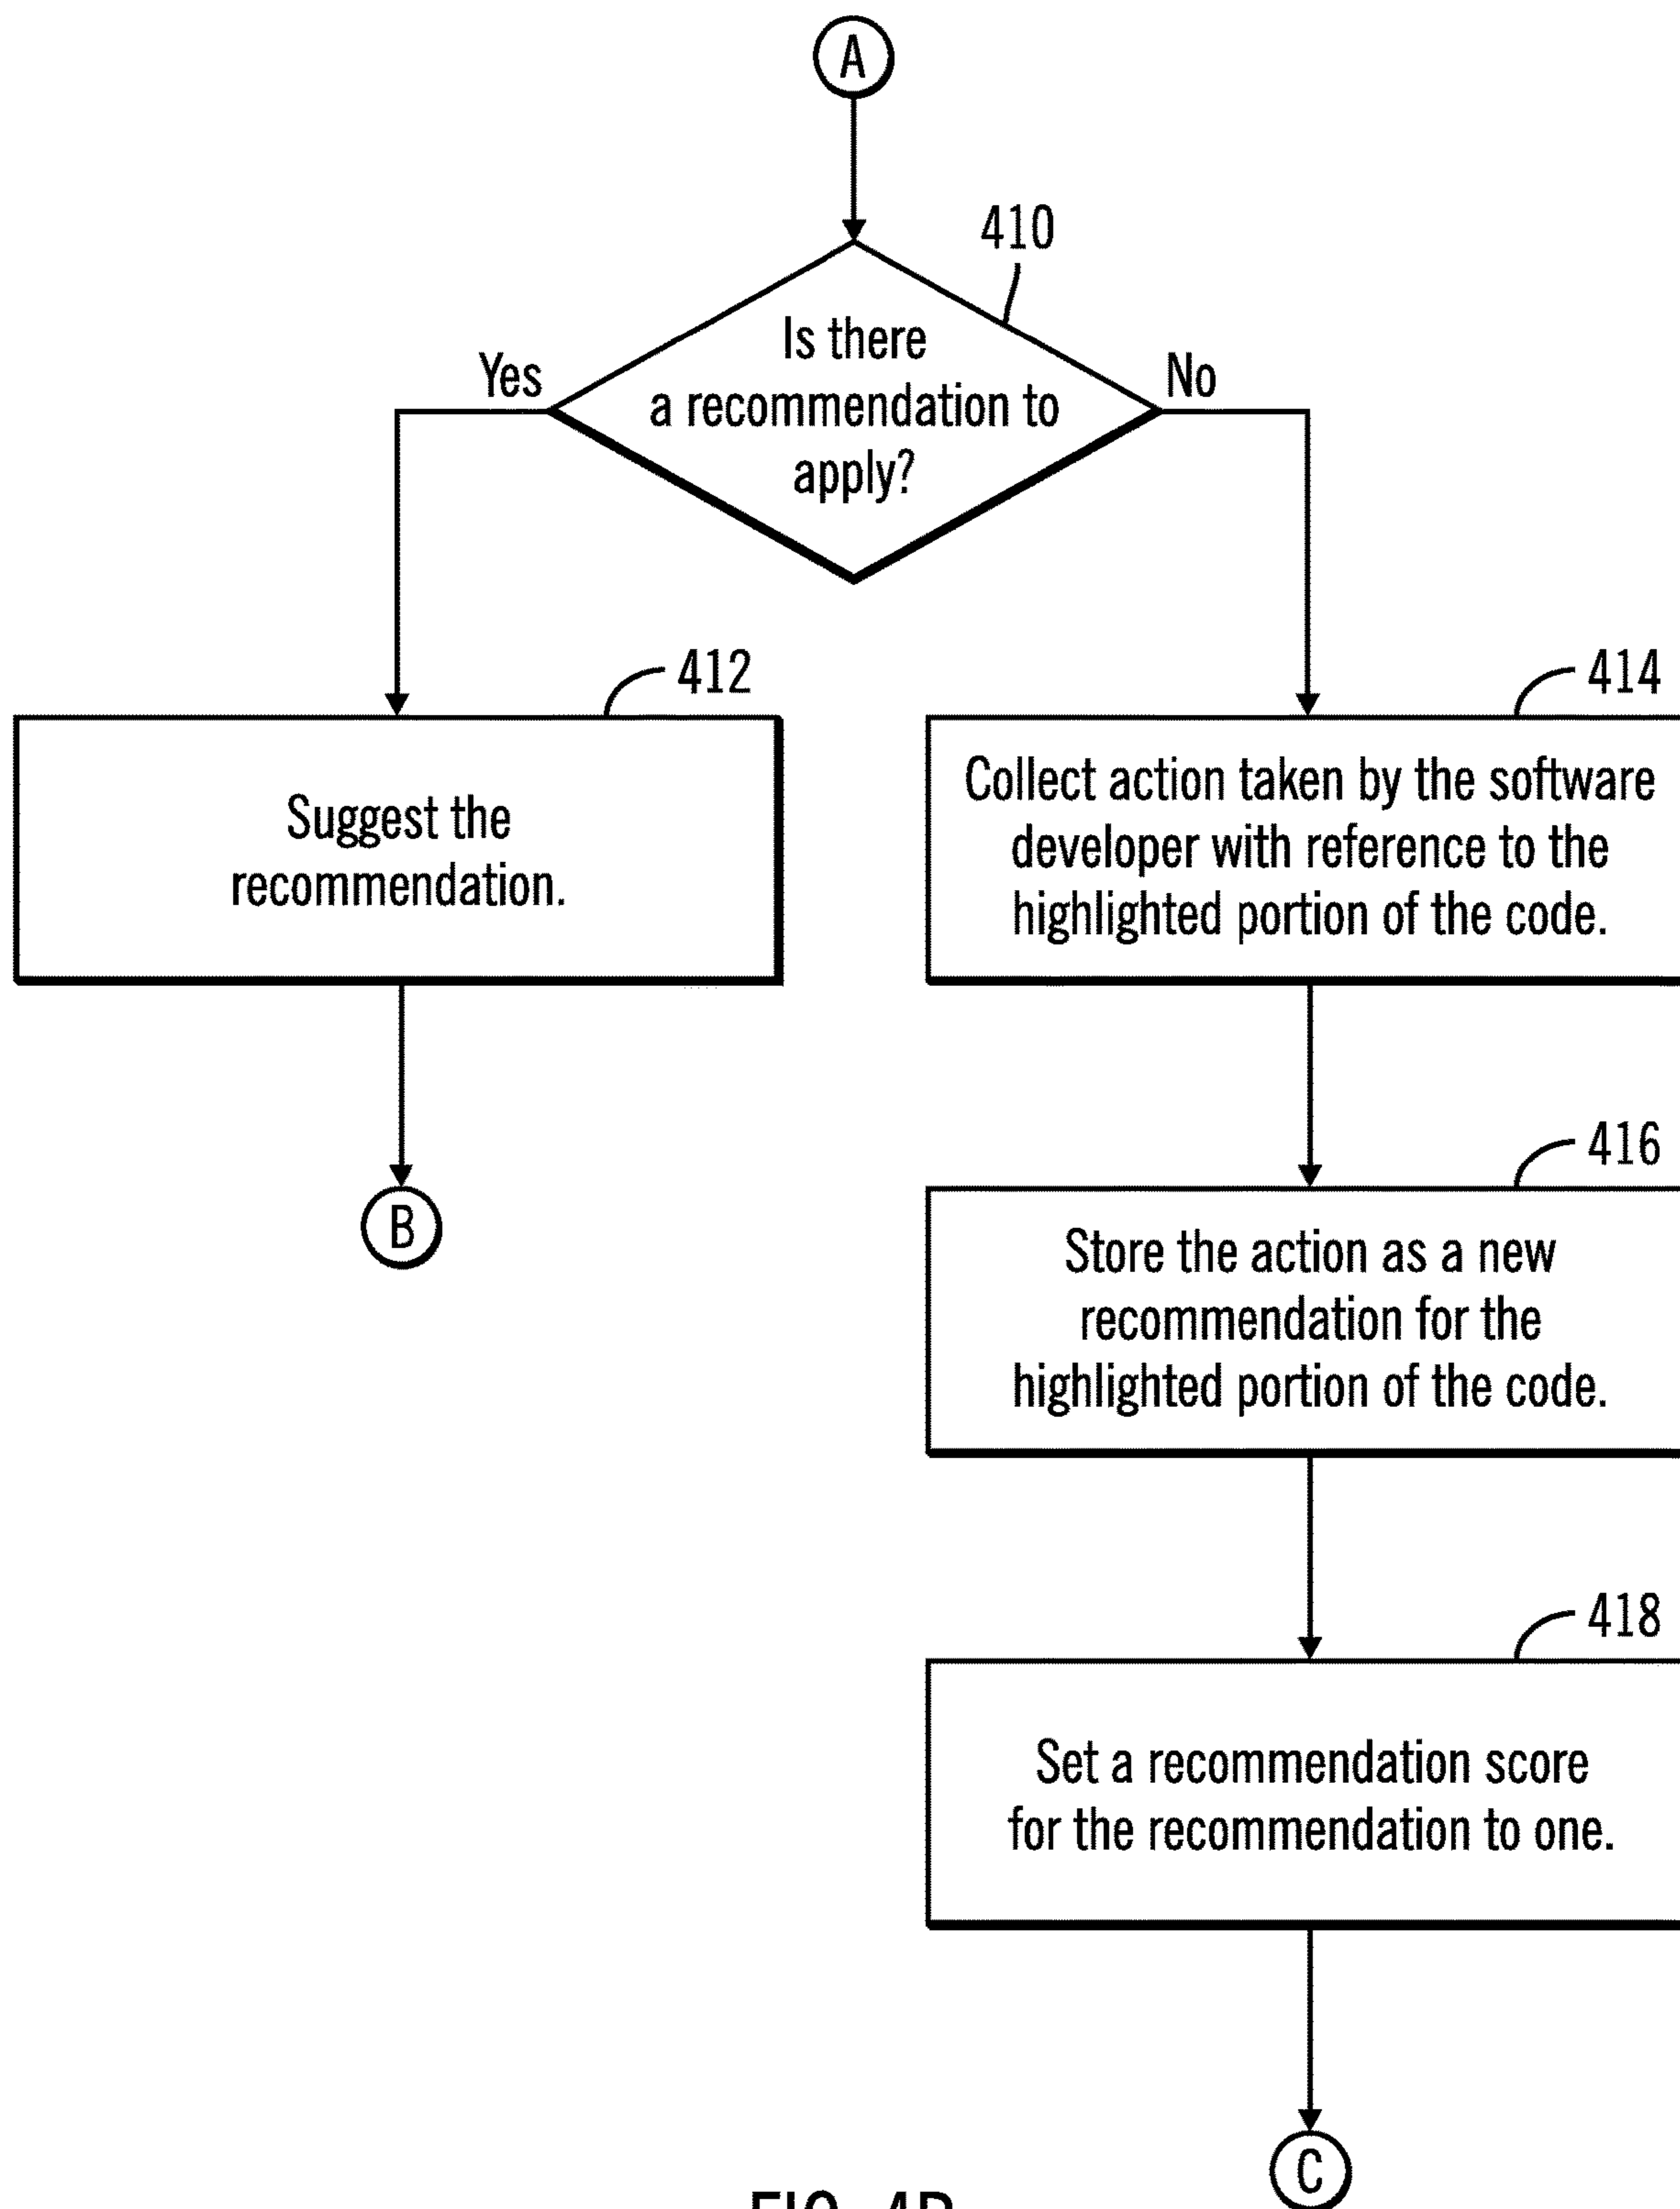 A
410
Is there
a recommendation to
apply?
Yes
No
412
Suggest the
recommendation.
B
414
Collect action taken by the software
developer with reference to the
highlighted portion of the code.
416
Store the action as a new
recommendation for the
highlighted portion of the code.
418
Set a recommendation score
for the recommendation to one.
C